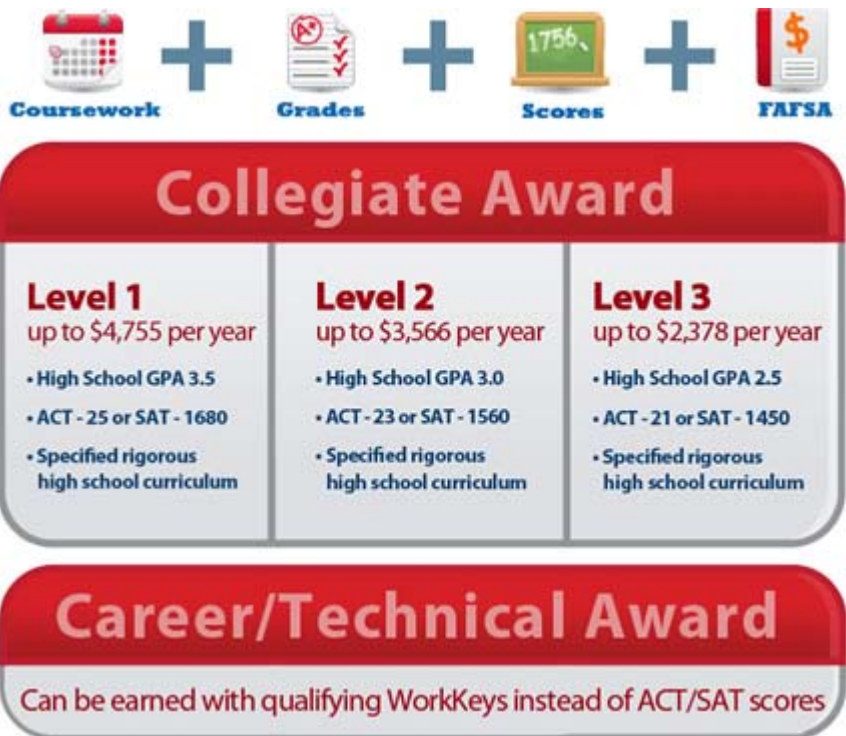 A+
1756
Coursework
Grades
Scores
FAFSA
Collegiate Award
Level 1
up to $4,755 per year
• High School GPA 3.5
• ACT - 25 or SAT - 1680
• Specified rigorous
high school curriculum
Level 2
up to $3,566 per year
• High School GPA 3.0
• ACT - 23 or SAT - 1560
• Specified rigorous
high school curriculum
Level 3
up to $2,378 per year
• High School GPA 2.5
• ACT - 21 or SAT - 1450
• Specified rigorous
high school curriculum
Career/Technical Award
Can be earned with qualifying WorkKeys instead of ACT/SAT scores